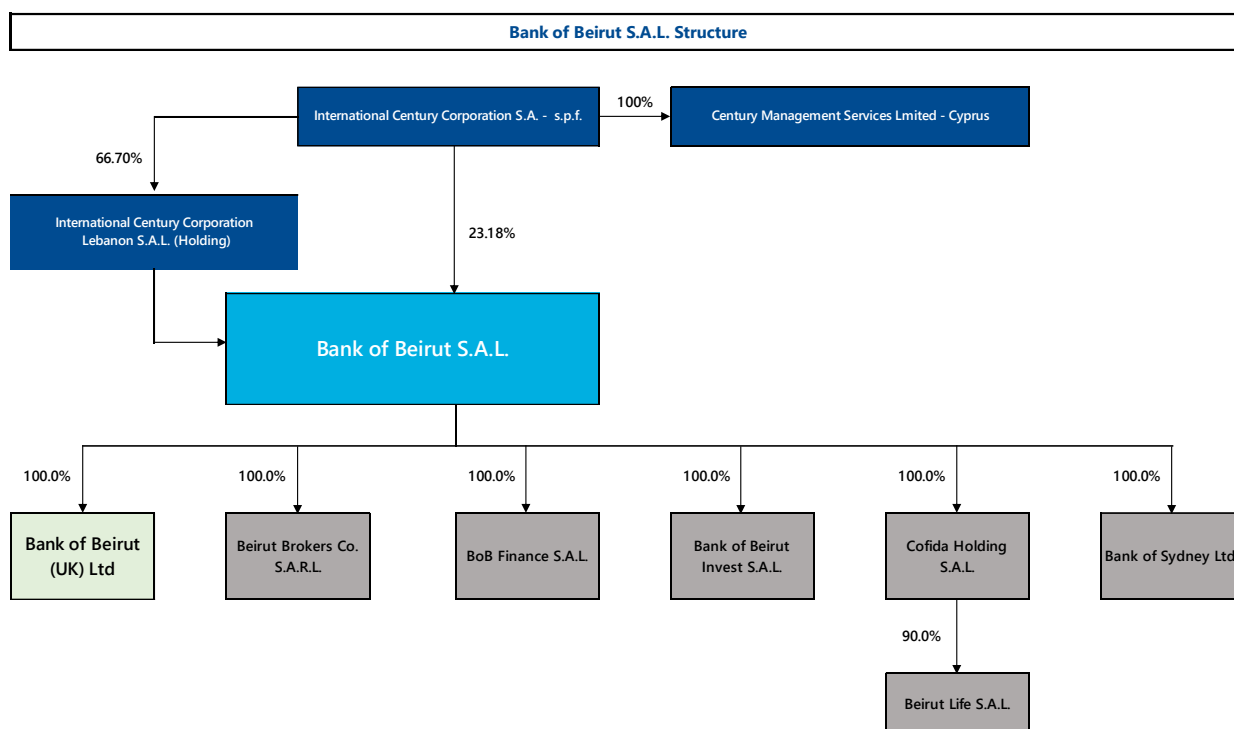 Bank of Beirut S.A.L. Structure
International Century Corporation S.A. - s.p.f.
100%
Century Management Services Lmited - Cyprus
66.70%
International Century Corporation
Lebanon S.A.L. (Holding)
23.18%
Bank of Beirut S.A.L.
100.0%
100.0%
100.0%
100.0%
100.0%
100.0%
Bank of Beirut
(UK) Ltd
Beirut Brokers Co.
S.A.R.L.
BoB Finance S.A.L.
Bank of Beirut
Invest S.A.L.
Cofida Holding
S.A.L.
Bank of Sydney Ltd
90.0%
Beirut Life S.A.L.